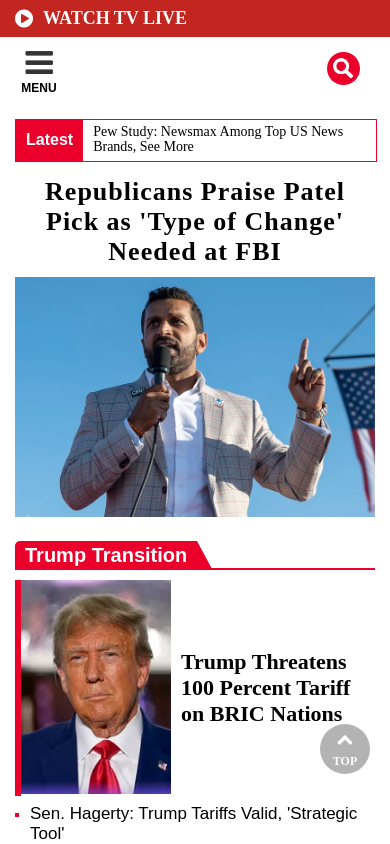 WATCH TV LIVE
MENU
Latest
Pew Study: Newsmax Among Top US News
Brands, See More
Republicans Praise Patel
Pick as 'Type of Change'
Needed at FBI
Trump Transition
Trump Threatens
100 Percent Tariff
on BRIC Nations
TOP
Sen. Hagerty: Trump Tariffs Valid, 'Strategic
Tool'